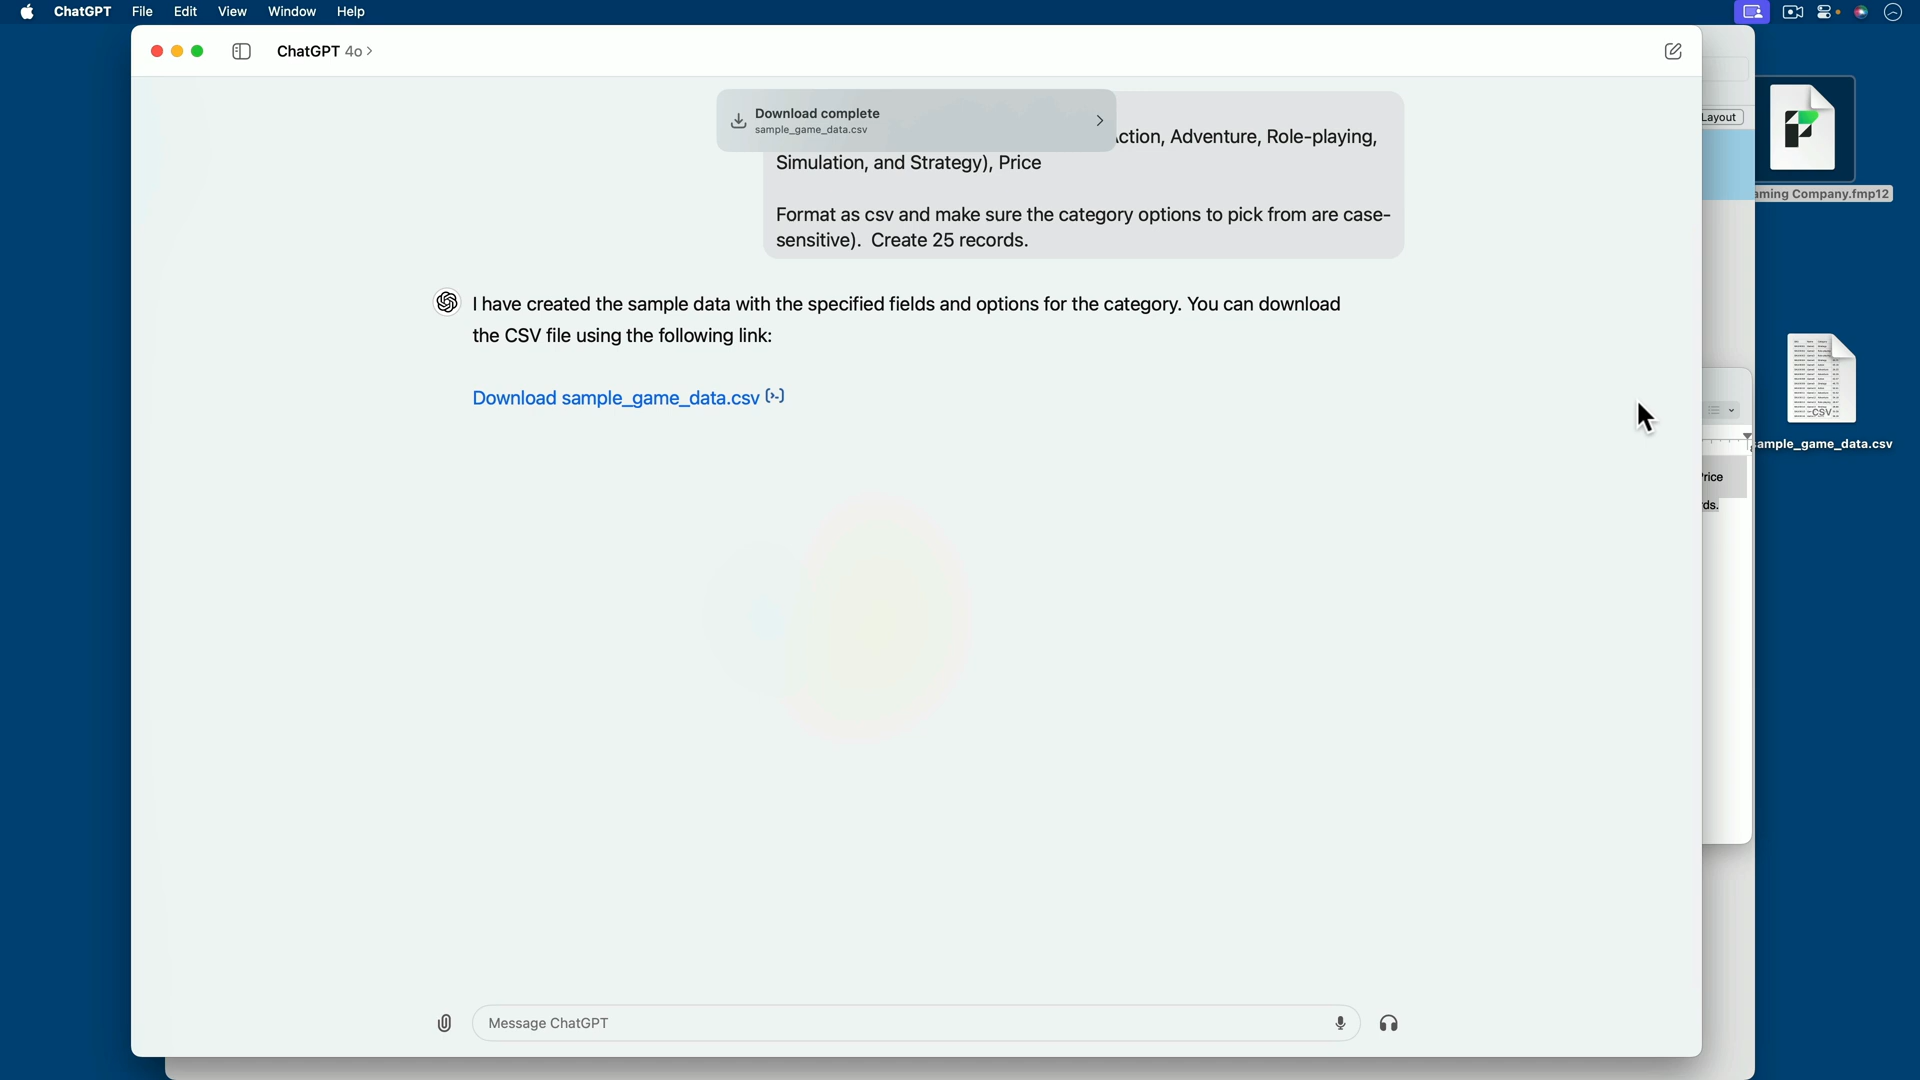 ChatGPT File Edit View Window Help
ChatGPT 4o >
Layout
Download complete
sample_game_data.csv
ction, Adventure, Role-playing,
Simulation, and Strategy), Price
aming Company.fmp12
Format as csv and make sure the category options to pick from are case-
sensitive). Create 25 records.
I have created the sample data with the specified fields and options for the category. You can download
the CSV file using the following link:
Download sample_game_data.csv
CSV
ample_game_data.csv
rice
ds.
Message ChatGPT